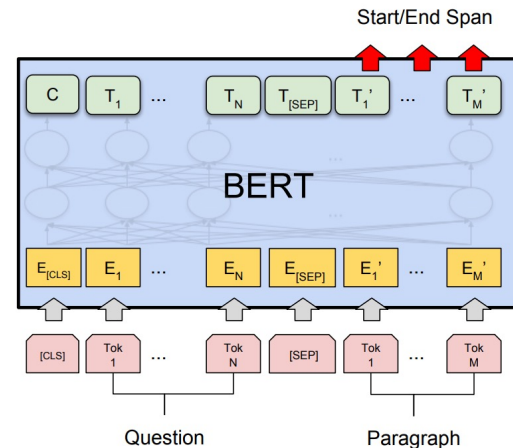 Start/End Span
C T1 ... TN T[SEP] T1' ... TM'
BERT
E[CLS] E1 ... EN E[SEP] E1' ... EM'
[CLS] Tok 1 ... Tok N [SEP] Tok 1 ... Tok M
Question Paragraph